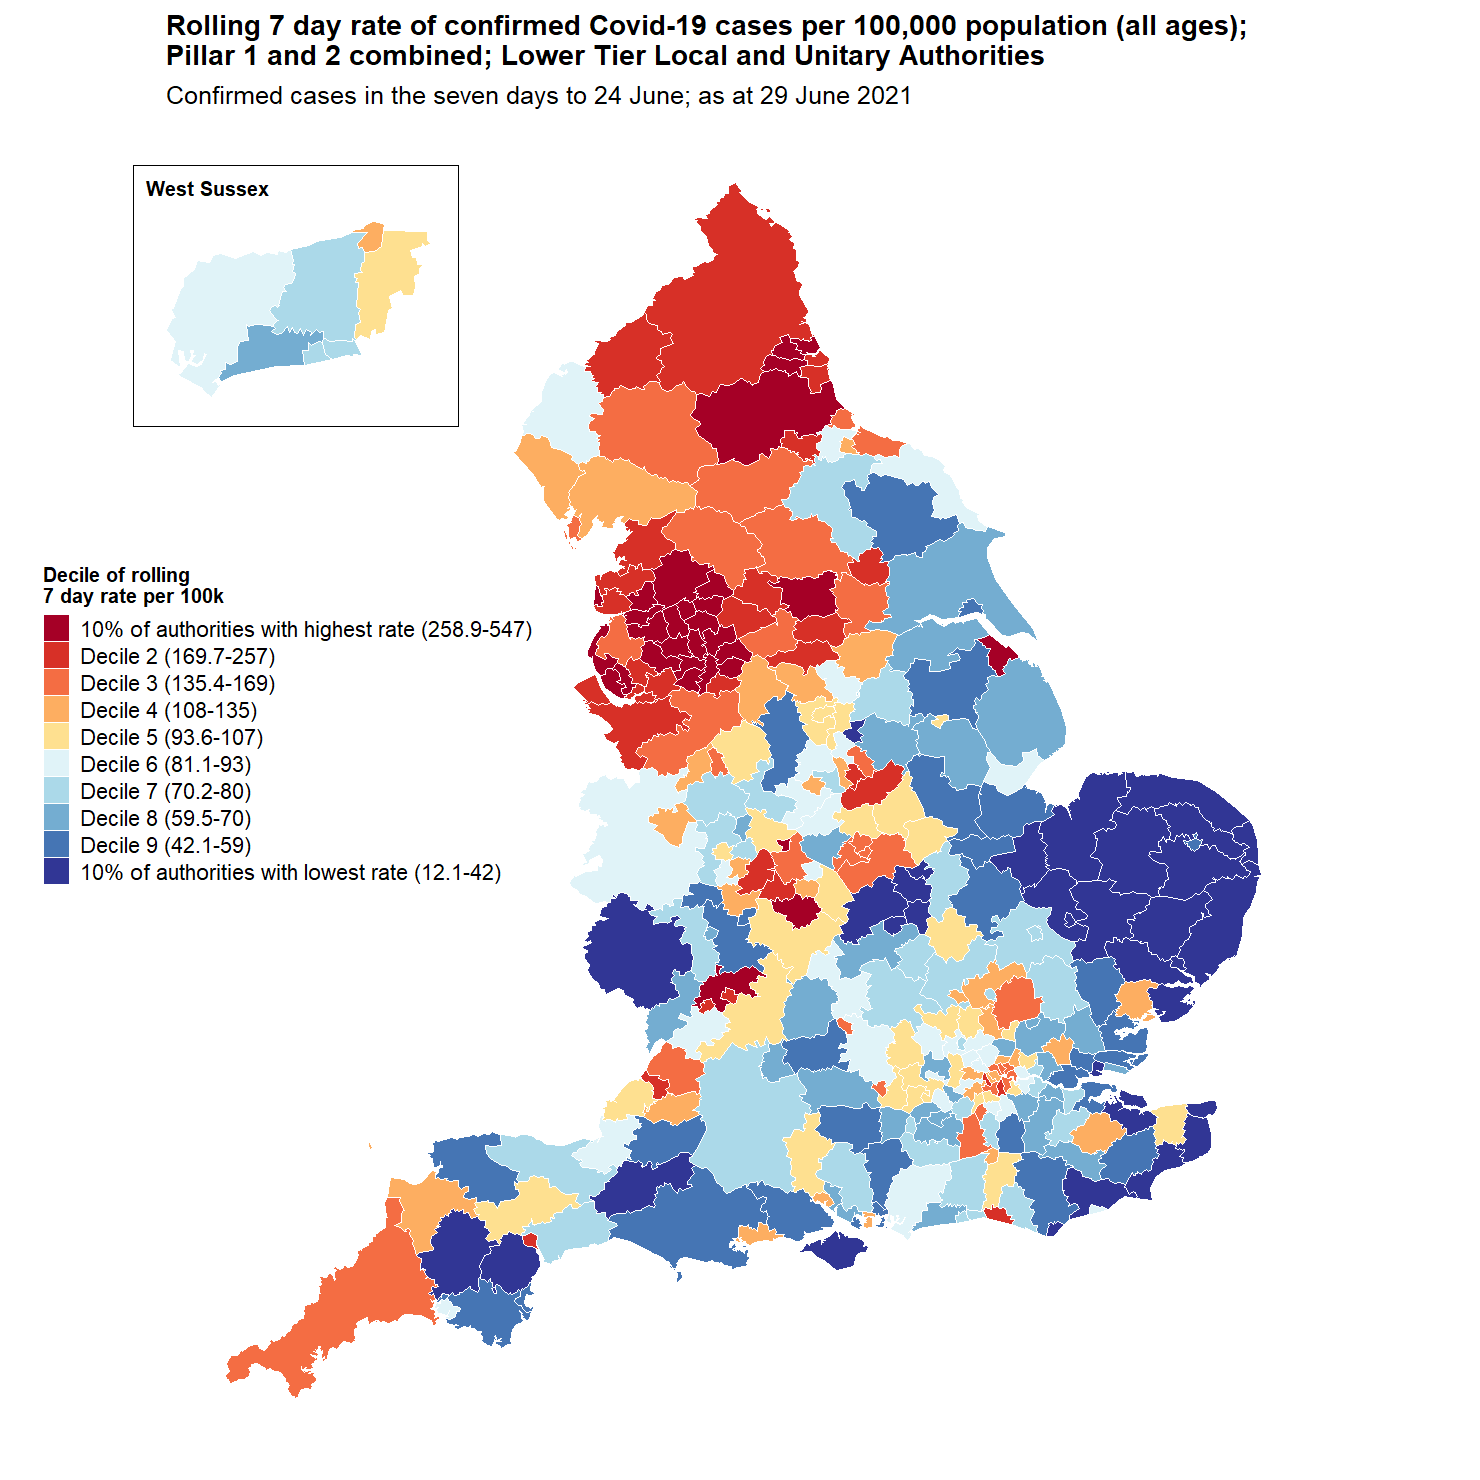 Rolling 7 day rate of confirmed Covid-19 cases per 100,000 population (all ages);
Pillar 1 and 2 combined; Lower Tier Local and Unitary Authorities
Confirmed cases in the seven days to 24 June; as at 29 June 2021
West Sussex
Decile of rolling
7 day rate per 100k
10% of authorities with highest rate (258.9-547)
Decile 2 (169.7-257)
Decile 3 (135.4-169)
Decile 4 (108-135)
Decile 5 (93.6-107)
Decile 6 (81.1-93)
Decile 7 (70.2-80)
Decile 8 (59.5-70)
Decile 9 (42.1-59)
10% of authorities with lowest rate (12.1-42)